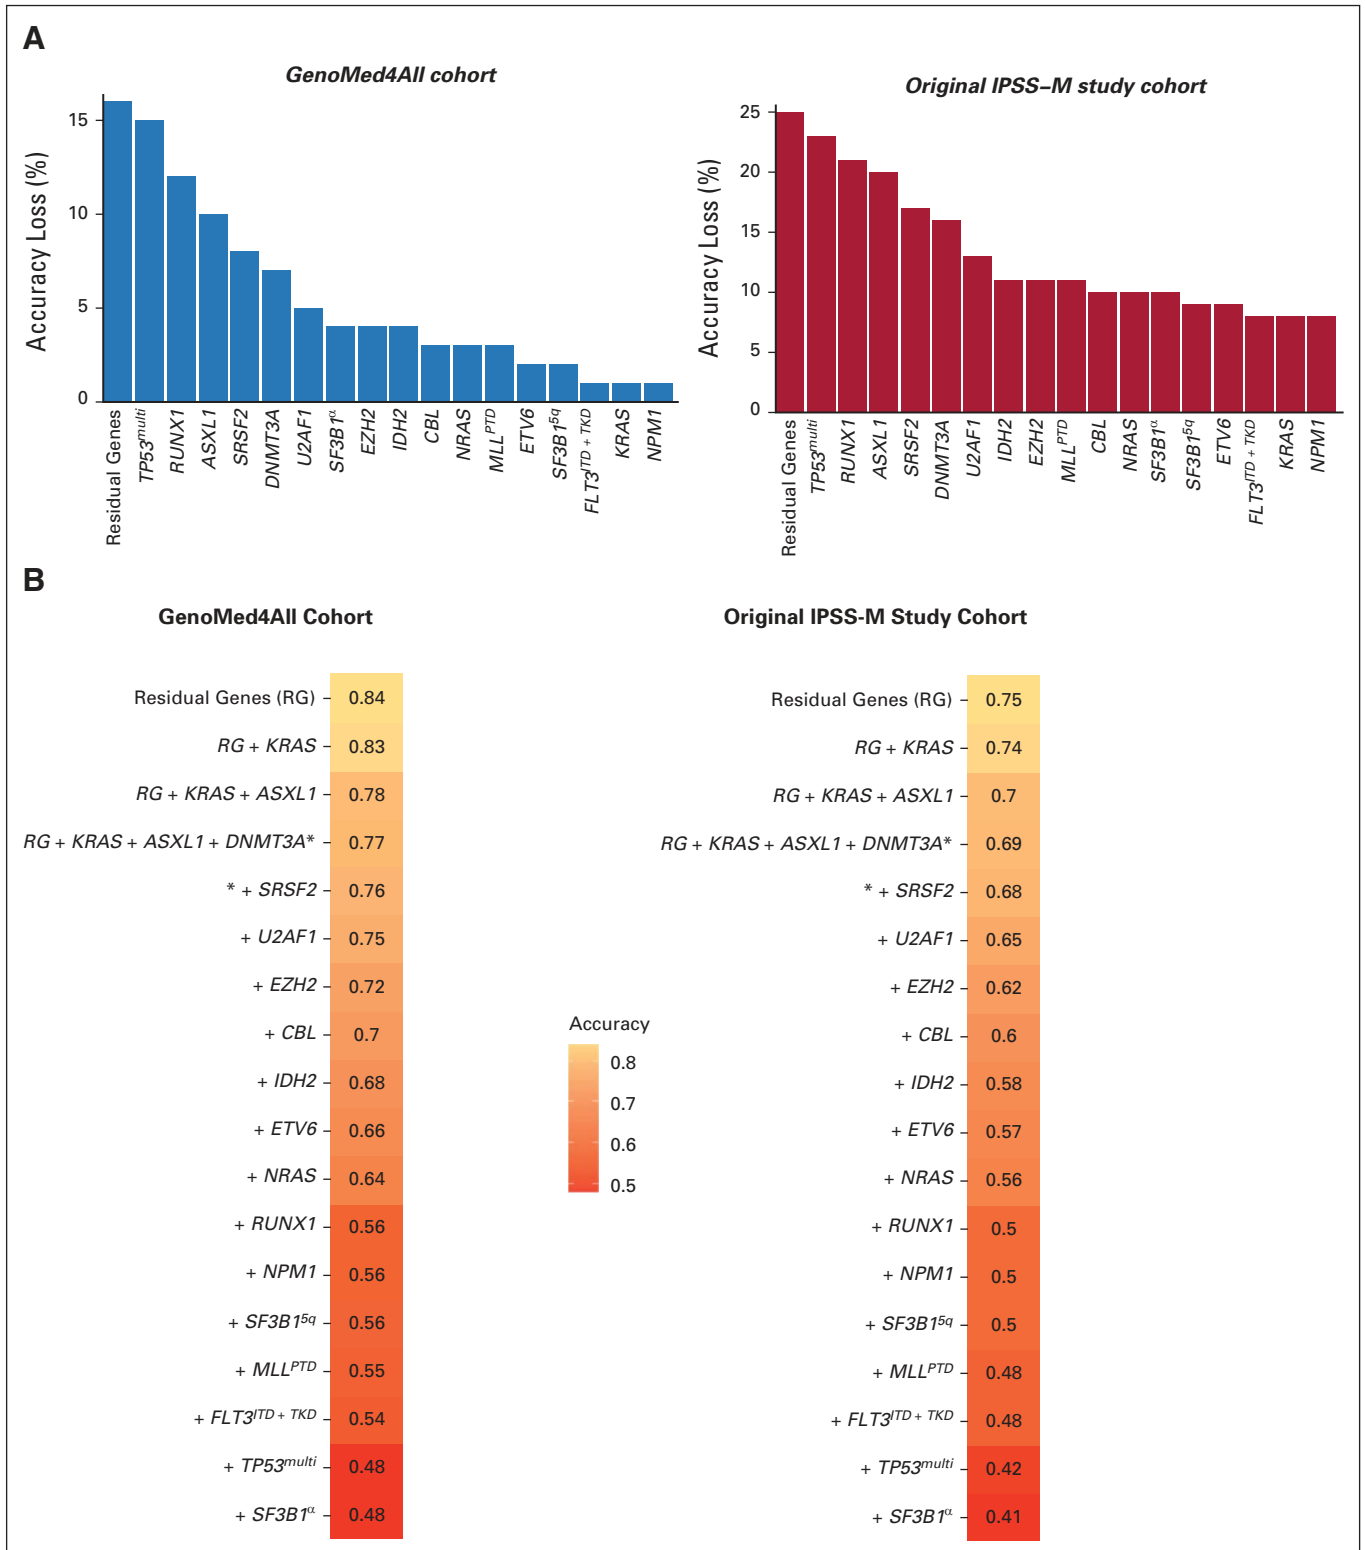 A
GenoMed4All cohort
Accuracy Loss (%)
15
10
5
0
Residual Genes
TP53multi
RUNX1
ASXL1
SRSF2
DNMT3A
U2AF1
SF3B1α
EZH2
IDH2
CBL
NRAS
MLLPTD
ETV6
SF3B15q
FLT3ITD + TKD
KRAS
NPM1
Original IPSS–M study cohort
Accuracy Loss (%)
25
20
15
10
5
0
Residual Genes
TP53multi
RUNX1
ASXL1
SRSF2
DNMT3A
U2AF1
IDH2
EZH2
MLLPTD
CBL
NRAS
SF3B1α
SF3B15q
ETV6
FLT3ITD + TKD
KRAS
NPM1
B
GenoMed4All Cohort
Residual Genes (RG) 0.84
RG + KRAS 0.83
RG + KRAS + ASXL1 0.78
RG + KRAS + ASXL1 + DNMT3A* 0.77
* + SRSF2 0.76
+ U2AF1 0.75
+ EZH2 0.72
+ CBL 0.7
+ IDH2 0.68
+ ETV6 0.66
+ NRAS 0.64
+ RUNX1 0.56
+ NPM1 0.56
+ SF3B15q 0.56
+ MLLPTD 0.55
+ FLT3ITD + TKD 0.54
+ TP53multi 0.48
+ SF3B1α 0.48
Accuracy
0.8
0.7
0.6
0.5
Original IPSS-M Study Cohort
Residual Genes (RG) 0.75
RG + KRAS 0.74
RG + KRAS + ASXL1 0.7
RG + KRAS + ASXL1 + DNMT3A* 0.69
* + SRSF2 0.68
+ U2AF1 0.65
+ EZH2 0.62
+ CBL 0.6
+ IDH2 0.58
+ ETV6 0.57
+ NRAS 0.56
+ RUNX1 0.5
+ NPM1 0.5
+ SF3B15q 0.5
+ MLLPTD 0.48
+ FLT3ITD + TKD 0.48
+ TP53multi 0.42
+ SF3B1α 0.41